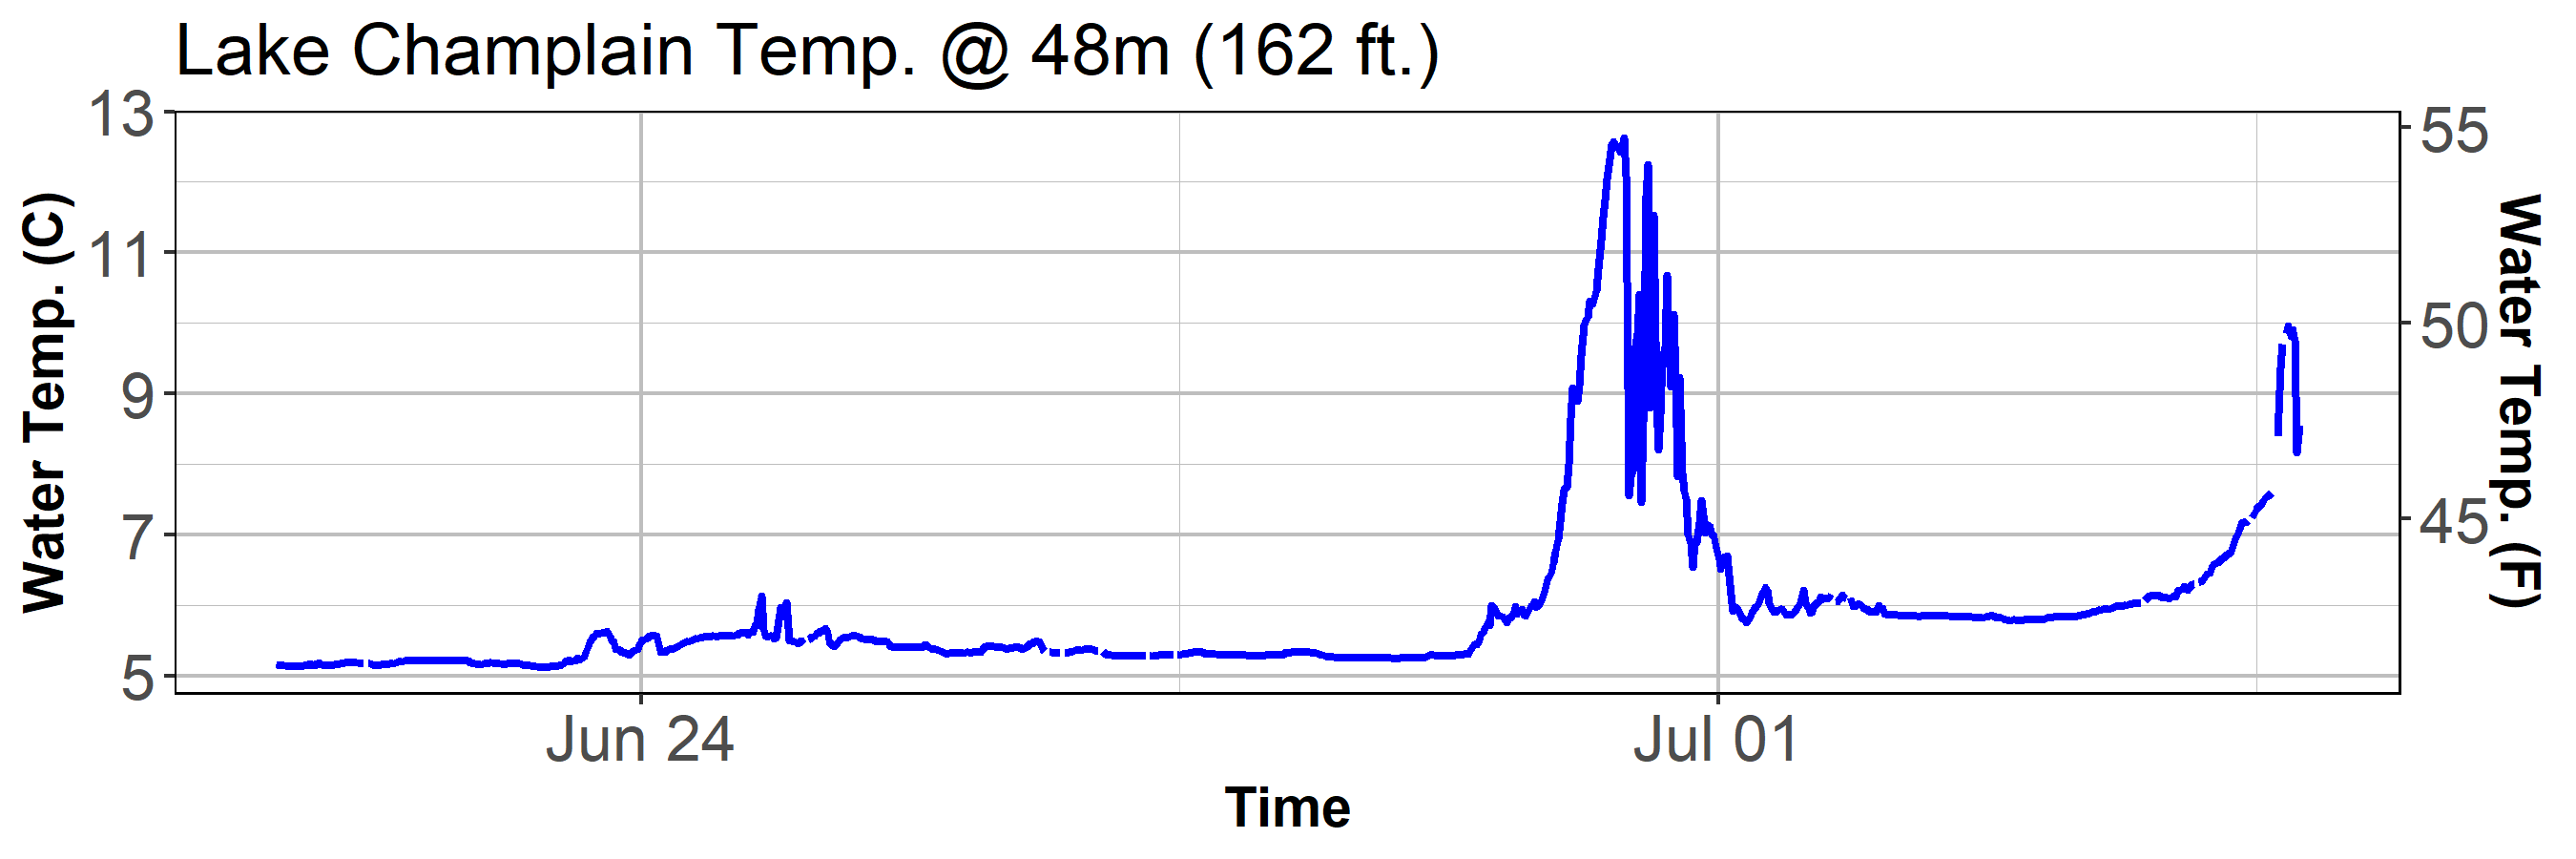 Lake Champlain Temp. @ 48m (162 ft.)
Water Temp. (C)
13
11
9
7
5
55
50
45
Water Temp. (F)
Jun 24
Jul 01
Time